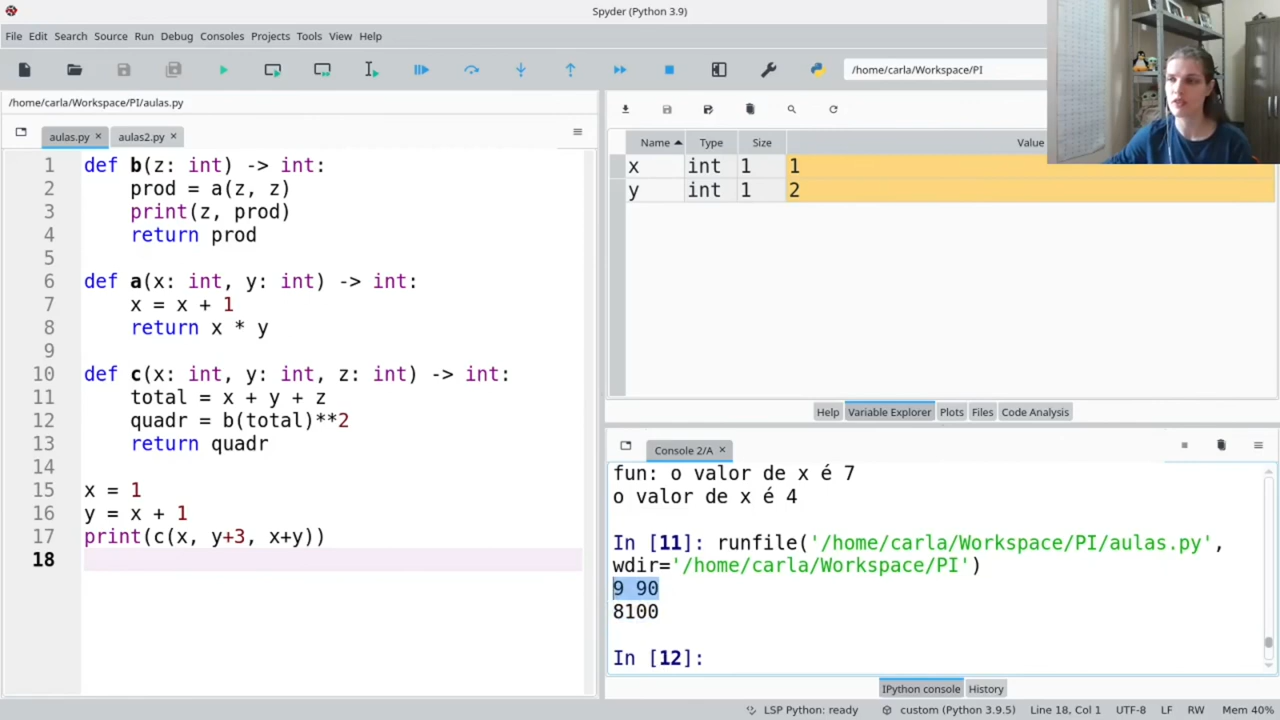 Spyder (Python 3.9)
File Edit Search Source Run Debug Consoles Projects Tools View Help
/home/carla/Workspace/PI
/home/carla/Workspace/PI/aulas.py
aulas.py aulas2.py
1 def b(z: int) -> int:
2 prod = a(z, z)
3 print(z, prod)
4 return prod
5
6 def a(x: int, y: int) -> int:
7 x = x + 1
8 return x * y
9
10 def c(x: int, y: int, z: int) -> int:
11 total = x + y + z
12 quadr = b(total)**2
13 return quadr
14
15 x = 1
16 y = x + 1
17 print(c(x, y+3, x+y))
18
Name Type Size Value
x int 1 1
y int 1 2
Help Variable Explorer Plots Files Code Analysis
Console 2/A
fun: o valor de x é 7
o valor de x é 4
In [11]: runfile('/home/carla/Workspace/PI/aulas.py',
wdir='/home/carla/Workspace/PI')
9 90
8100
In [12]:
IPython console History
LSP Python: ready custom (Python 3.9.5) Line 18, Col 1 UTF-8 LF RW Mem 40%